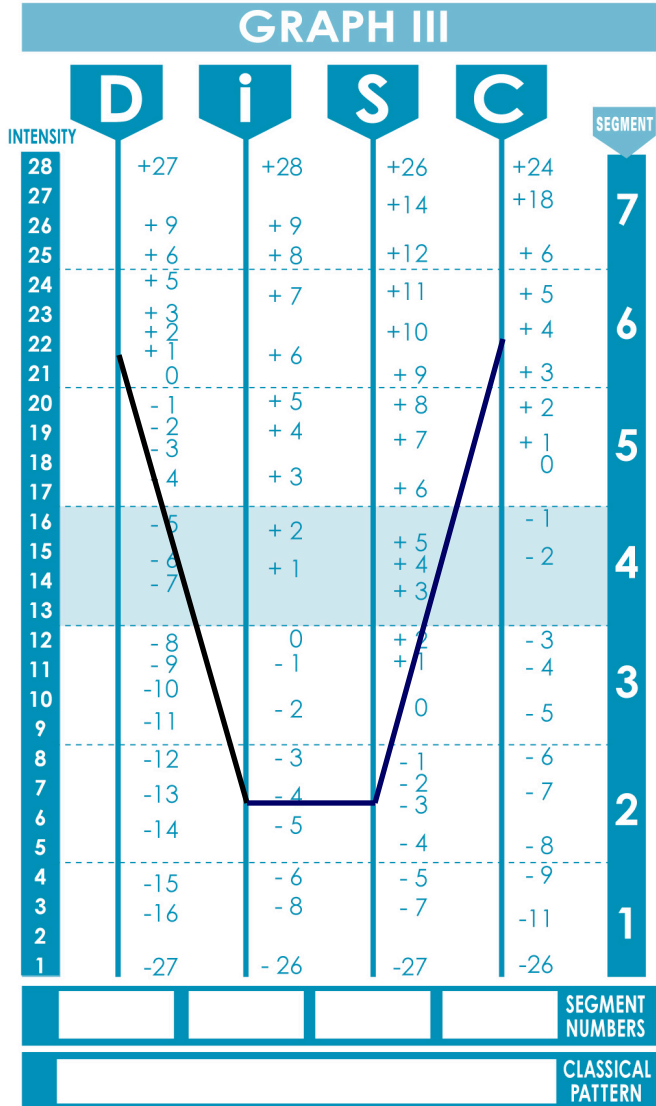 GRAPH III
D i S C
INTENSITY
SEGMENT
28 +27 +28 +26 +24
27 +14 +18
7
26 + 9 + 9
25 + 6 + 8 +12 + 6
24 + 5 + 7 +11 + 5
23 + 3
6
+ 2 +10 + 4
22 + 1 + 6
21 0 + 9 + 3
20 - 1 + 5 + 8 + 2
19 - 2 + 4 + 7 + 1
5
18 - 3 + 3 0
17 - 4 + 6
16 - 5 + 2 - 1
15 - 6 + 1 + 5 - 2
4
14 - 7 + 4
13 + 3
12 - 8 0 + 2 - 3
11 - 9 - 1 + 1 - 4
3
10 -10 - 2 0 - 5
9 -11
8 -12 - 3 - 1 - 6
7 -13 - 4 - 2 - 7
- 3
2
6 -14 - 5
5 - 4 - 8
4 -15 - 6 - 5 - 9
3 -16 - 8 - 7 -11
1
2
1 -27 - 26 -27 -26
SEGMENT
NUMBERS
CLASSICAL
PATTERN